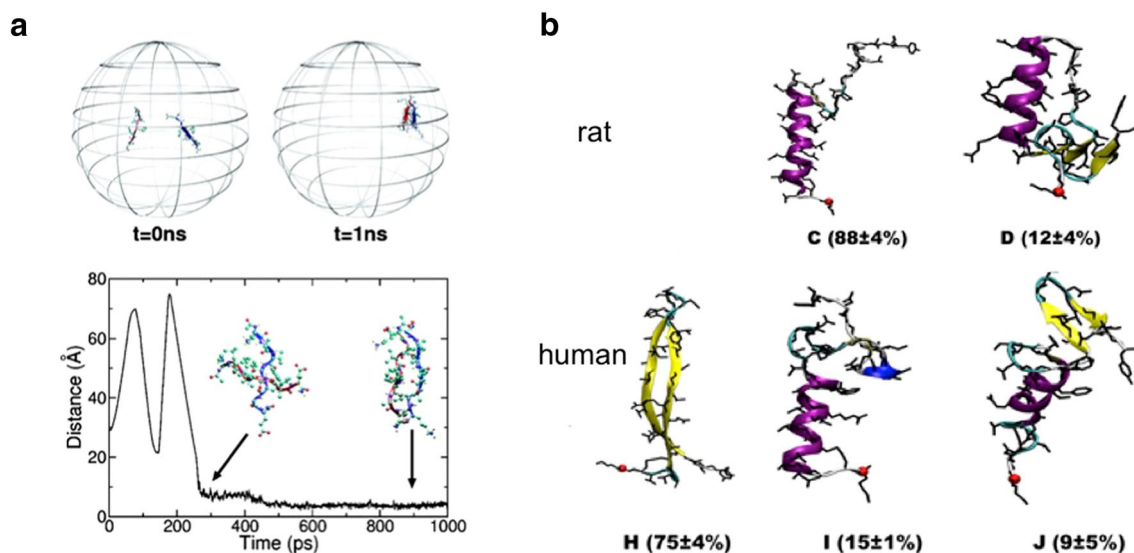 a
t=0ns t=1ns
80
60
40
20
0
Distance (Å)
0 200 400 600 800 1000
Time (ps)
b
rat
C (88±4%) D (12±4%)
human
H (75±4%) I (15±1%) J (9±5%)